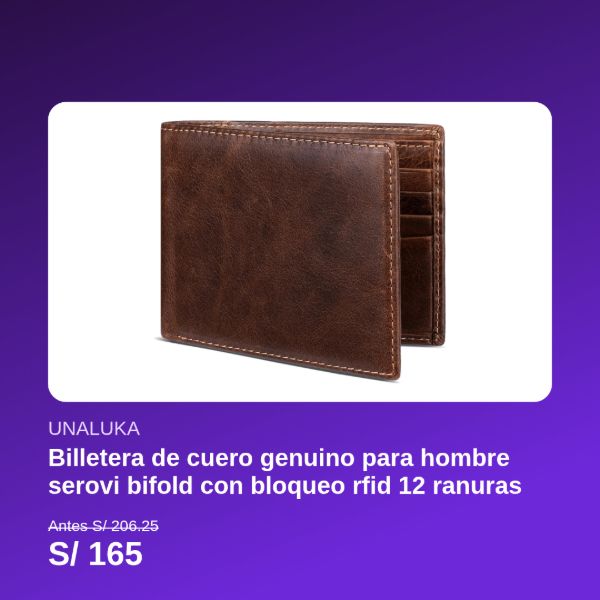 UNALUKA
Billetera de cuero genuino para hombre
serovi bifold con bloqueo rfid 12 ranuras
Antes S/ 206.25
S/ 165